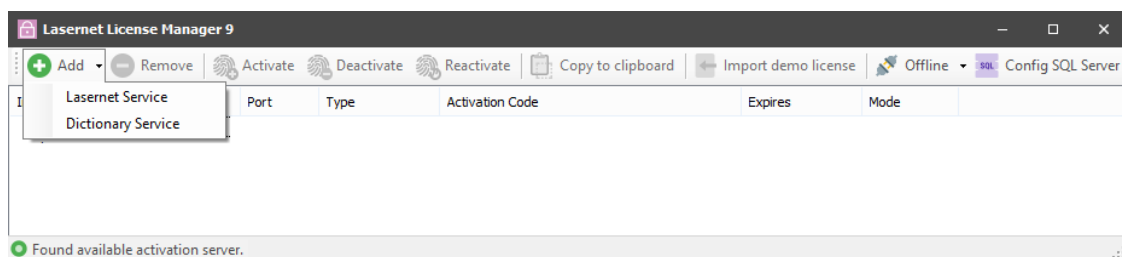 Lasernet License Manager 9
Add Remove Activate Deactivate Reactivate Copy to clipboard Import demo license Offline SQL Config SQL Server
Port Type Activation Code Expires Mode
Lasernet Service
Dictionary Service
Found available activation server.